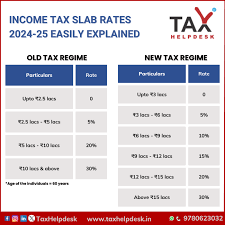 INCOME TAX SLAB RATES
2024-25 EASILY EXPLAINED
TAX
HELPDESK
OLD TAX REGIME
Particulars Rate
Upto ₹2.5 lacs 0
₹2.5 lacs - ₹5 lacs 5%
₹5 lacs - ₹10 lacs 20%
₹10 lacs & above 30%
*Age of the individuals < 60 years
NEW TAX REGIME
Particulars Rate
Upto ₹3 lacs 0
₹3 lacs - ₹6 lacs 5%
₹6 lacs - ₹9 lacs 10%
₹9 lacs - ₹12 lacs 15%
₹12 lacs - ₹15 lacs 20%
Above ₹15 lacs 30%
TaxHelpdesk
www.taxhelpdesk.in
9780623032